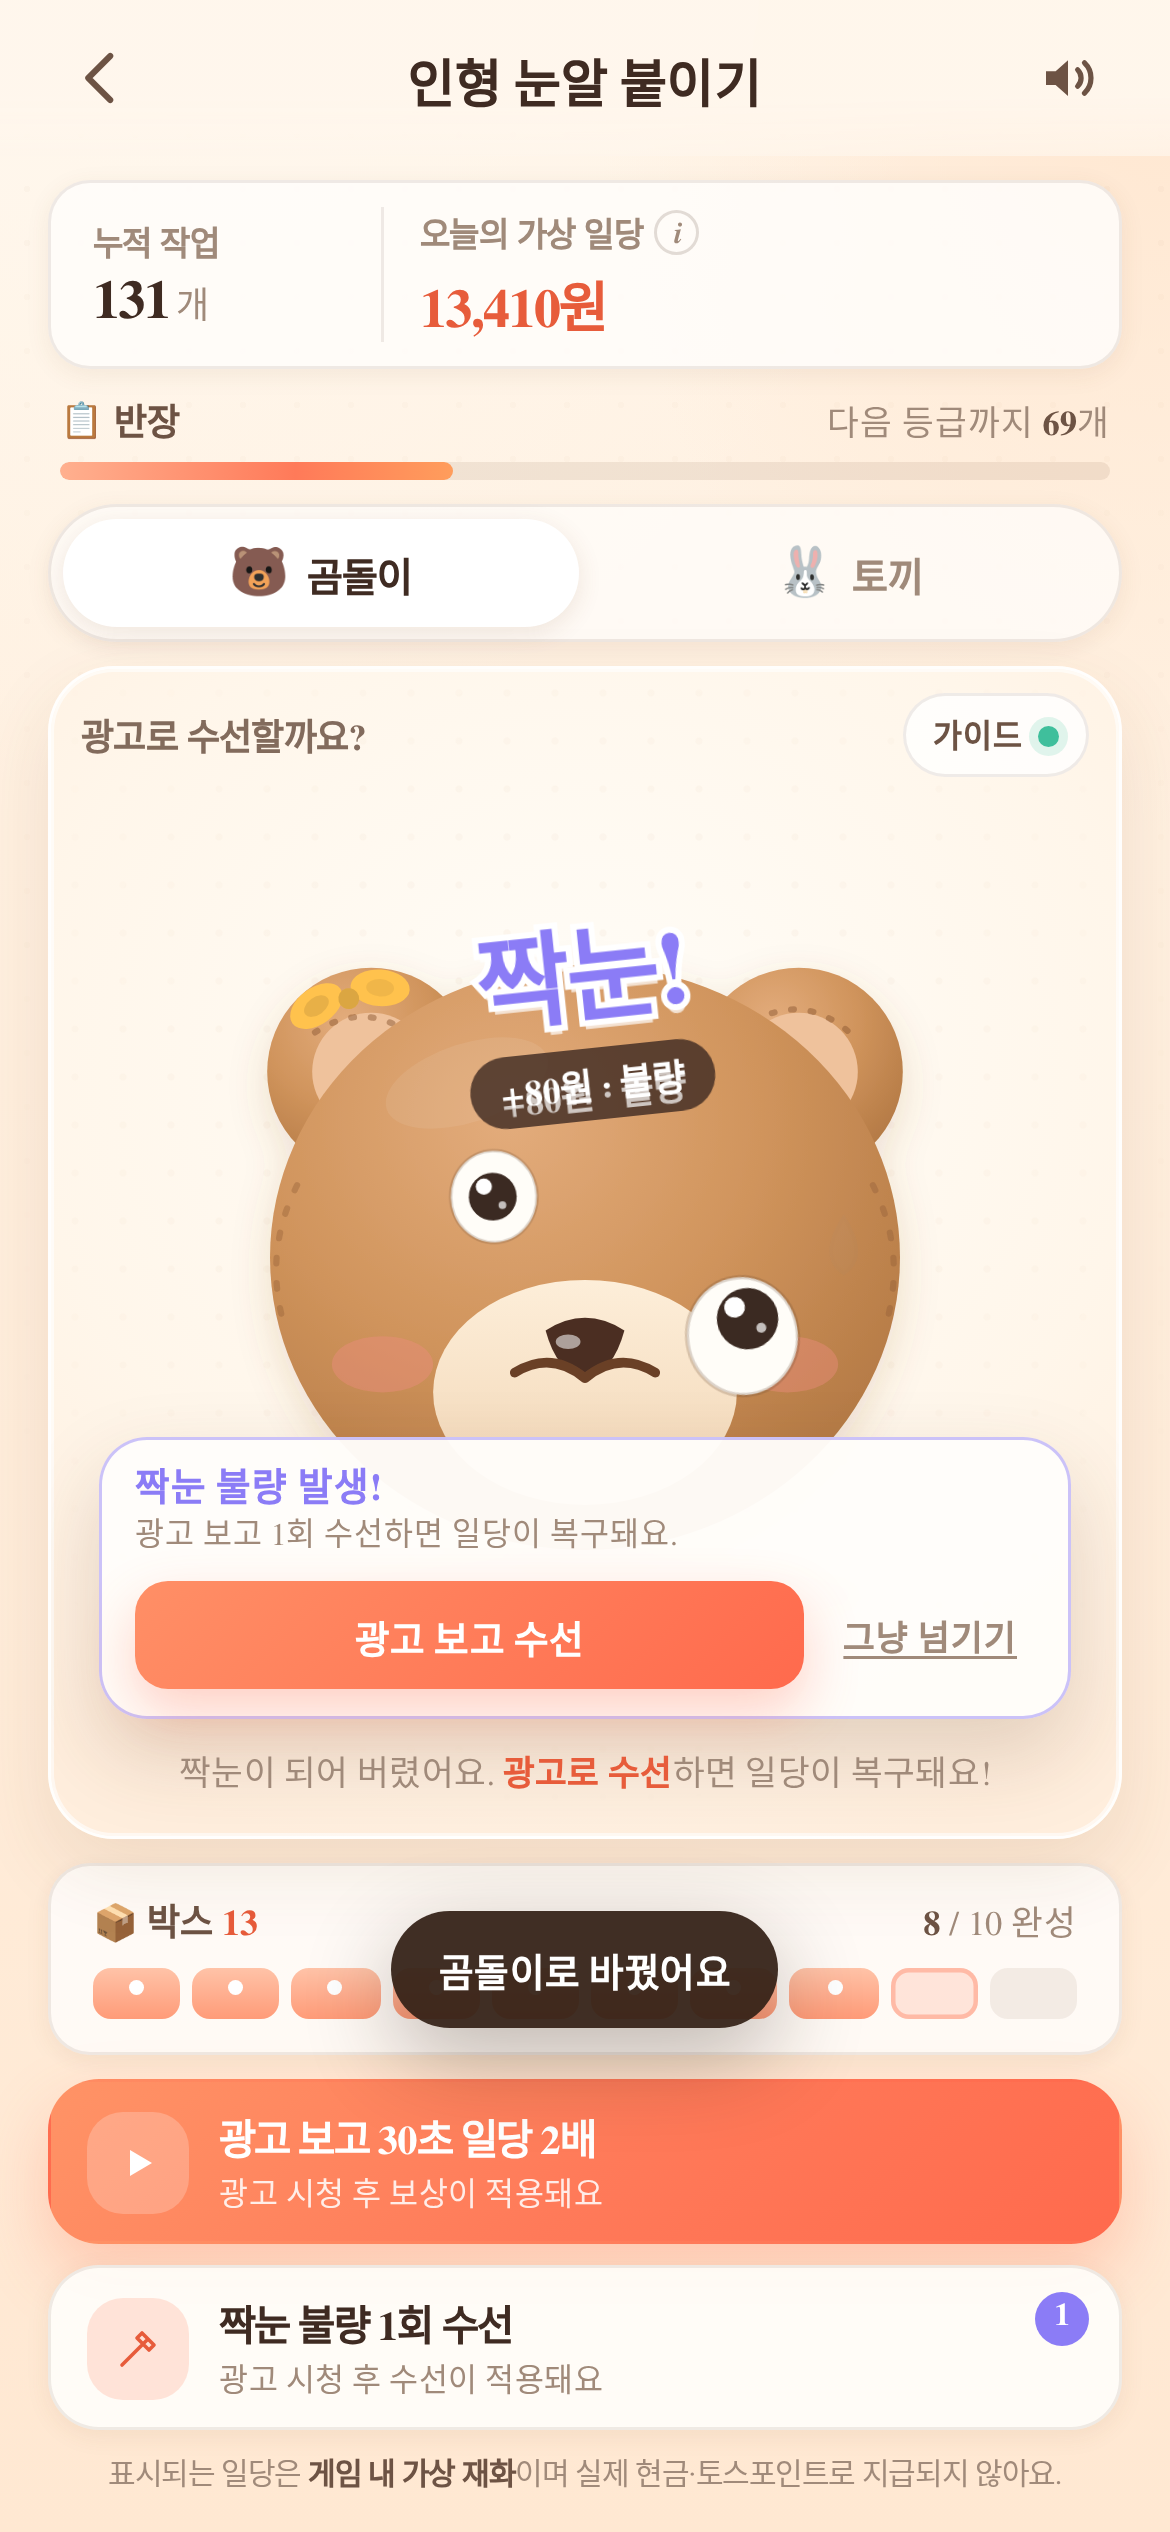 인형 눈알 붙이기
누적 작업
131 개
오늘의 가상 일당 i
13,410원
📋 반장
다음 등급까지 69개
🐻 곰돌이
🐰 토끼
광고로 수선할까요?
가이드
짝눈!
+80원 : 불량
짝눈 불량 발생!
광고 보고 1회 수선하면 일당이 복구돼요.
광고 보고 수선
그냥 넘기기
짝눈이 되어 버렸어요. 광고로 수선하면 일당이 복구돼요!
📦 박스 13
8 / 10 완성
곰돌이로 바꿨어요
광고 보고 30초 일당 2배
광고 시청 후 보상이 적용돼요
짝눈 불량 1회 수선
1
광고 시청 후 수선이 적용돼요
표시되는 일당은 게임 내 가상 재화이며 실제 현금·토스포인트로 지급되지 않아요.